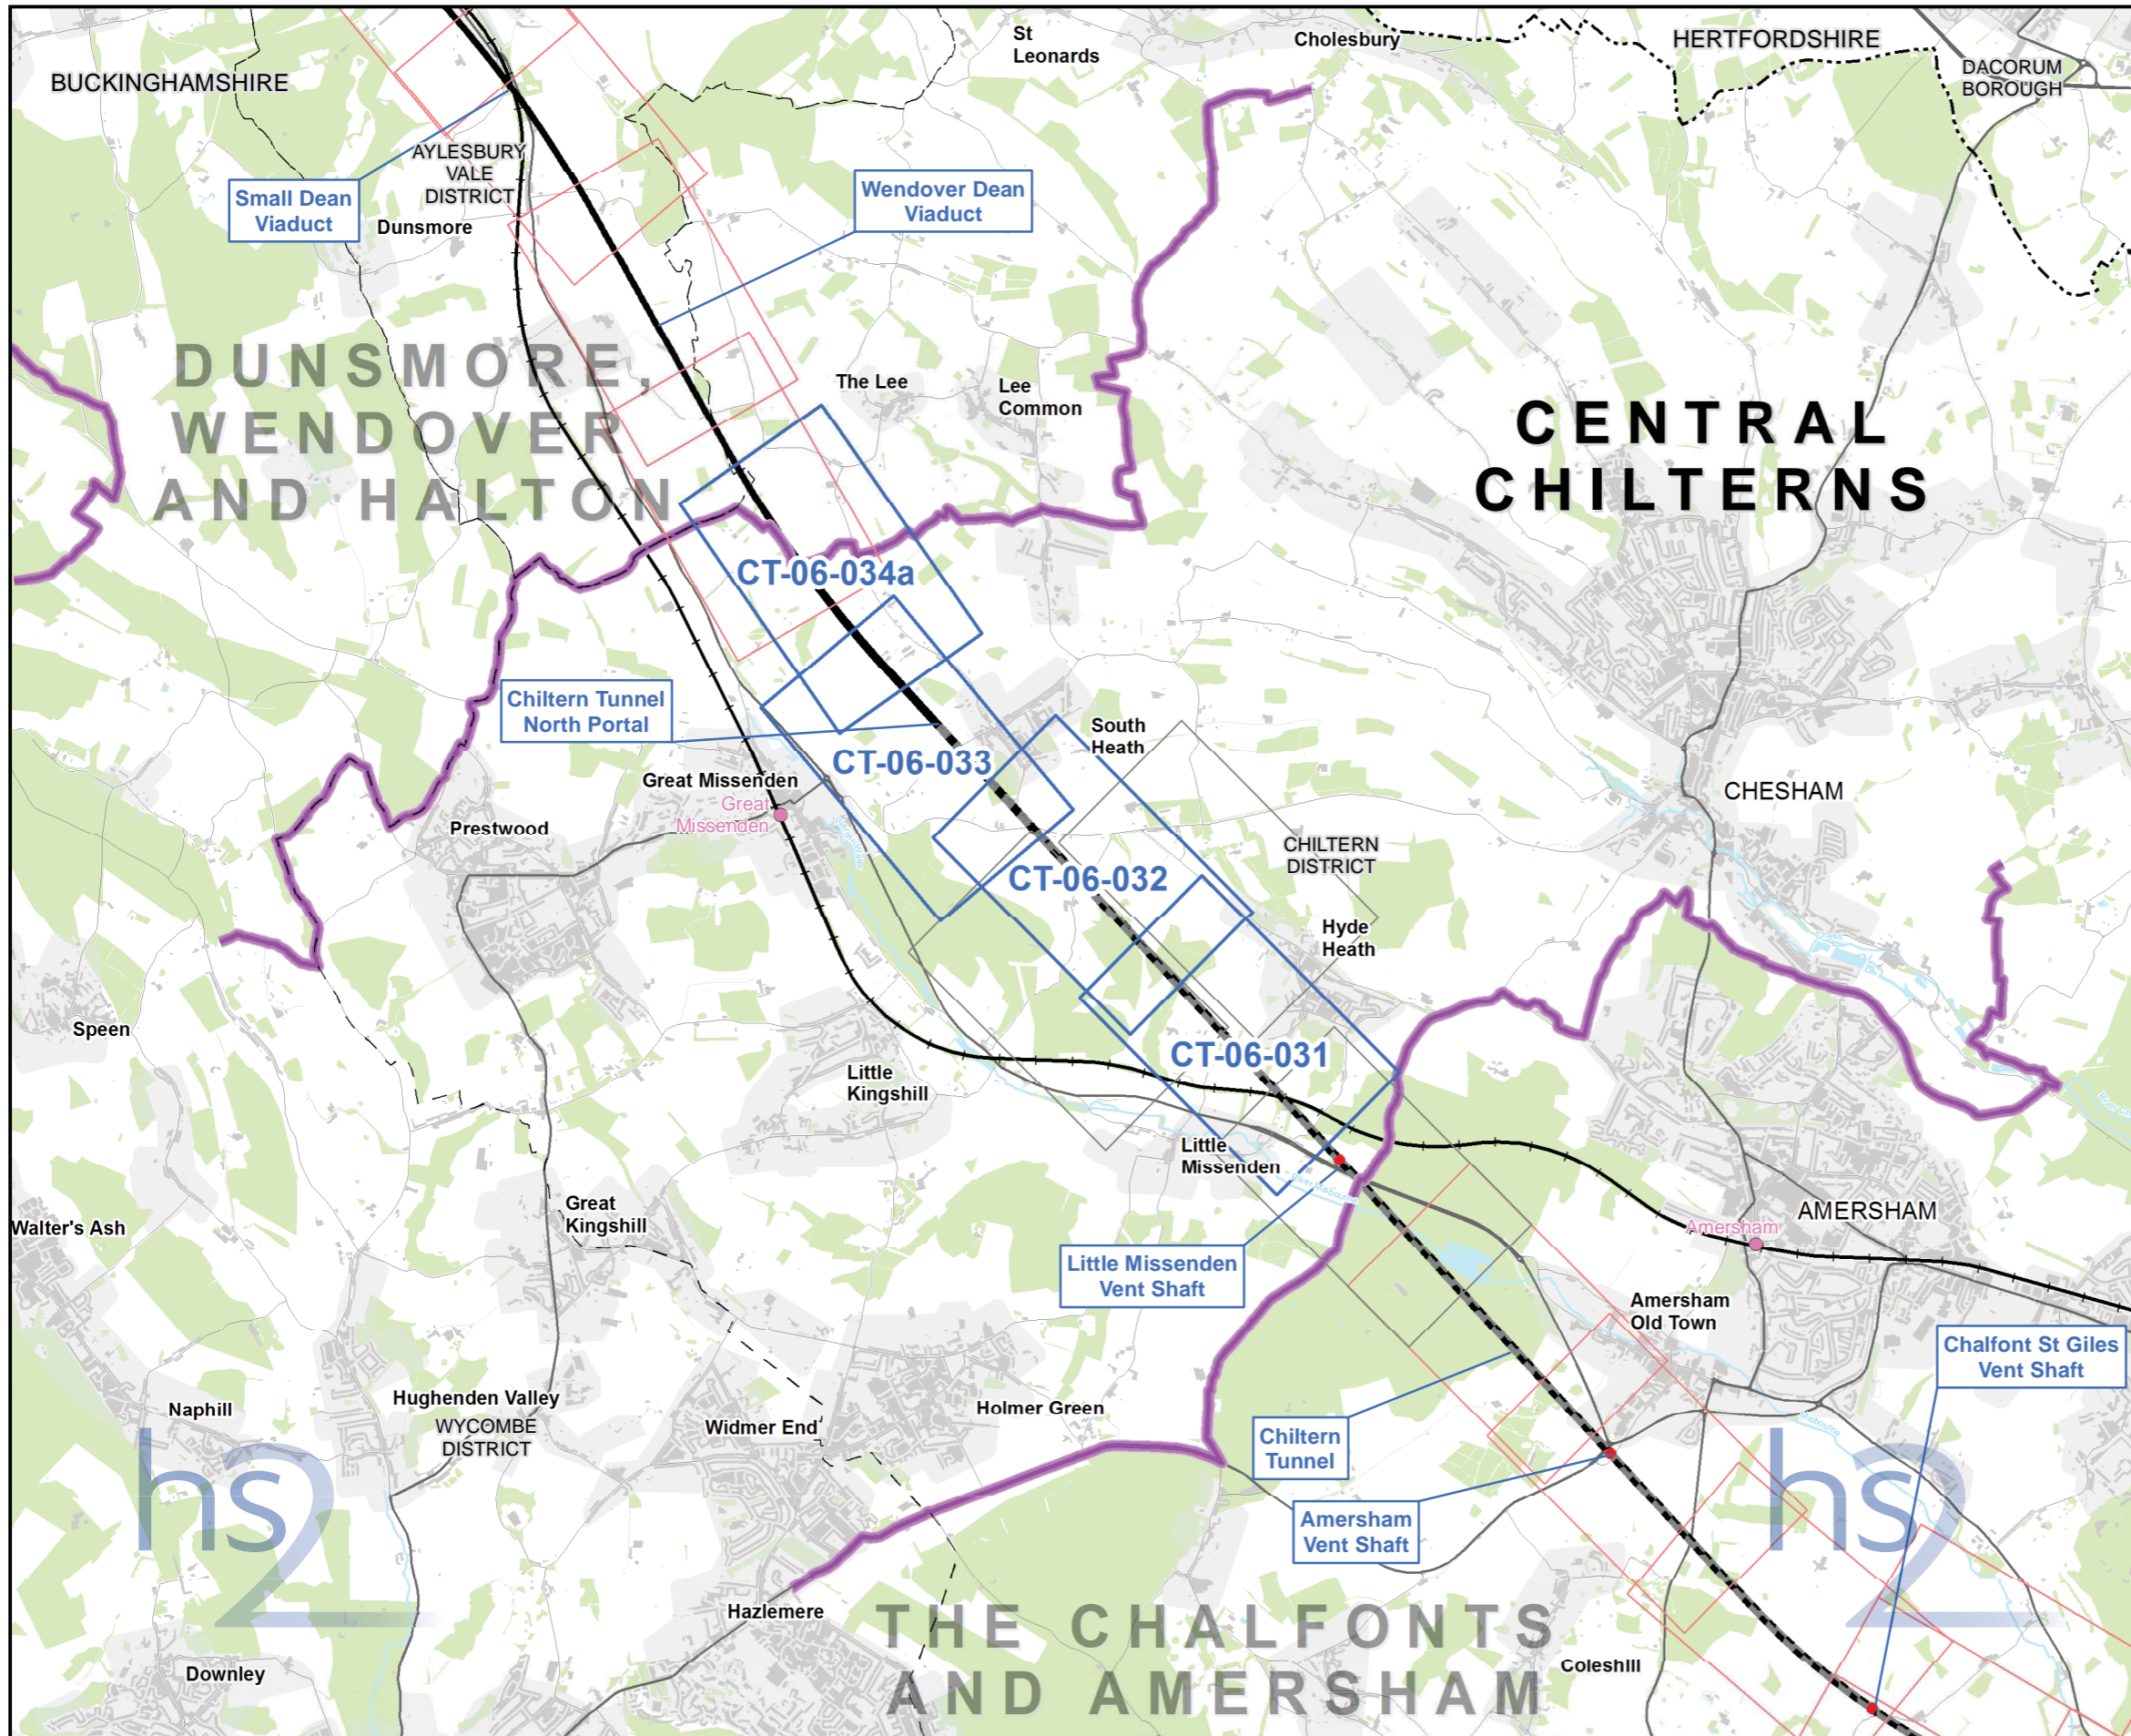 St
Leonards
Cholesbury
HERTFORDSHIRE
DACORUM
BOROUGH
BUCKINGHAMSHIRE
AYLESBURY
VALE
DISTRICT
Small Dean
Viaduct
Dunsmore
Wendover Dean
Viaduct
DUNSMORE,
WENDOVER
AND HALTON
The Lee
Lee
Common
CENTRAL
CHILTERNS
CT-06-034a
Chiltern Tunnel
North Portal
South
Heath
CT-06-033
Great Missenden
Great
Missenden
Prestwood
CHESHAM
CHILTERN
DISTRICT
CT-06-032
Hyde
Heath
Chess
Speen
CT-06-031
Little
Kingshill
Little
Missenden
River Misbourne
Great
Kingshill
Walter's Ash
AMERSHAM
Amersham
Little Missenden
Vent Shaft
Amersham
Old Town
Chalfont St Giles
Vent Shaft
Misbourne
Naphill
Hughenden Valley
WYCOMBE
DISTRICT
Widmer End
Holmer Green
Chiltern
Tunnel
Amersham
Vent Shaft
hs2
hs2
Hazlemere
THE CHALFONTS
AND AMERSHAM
Coleshill
Downley